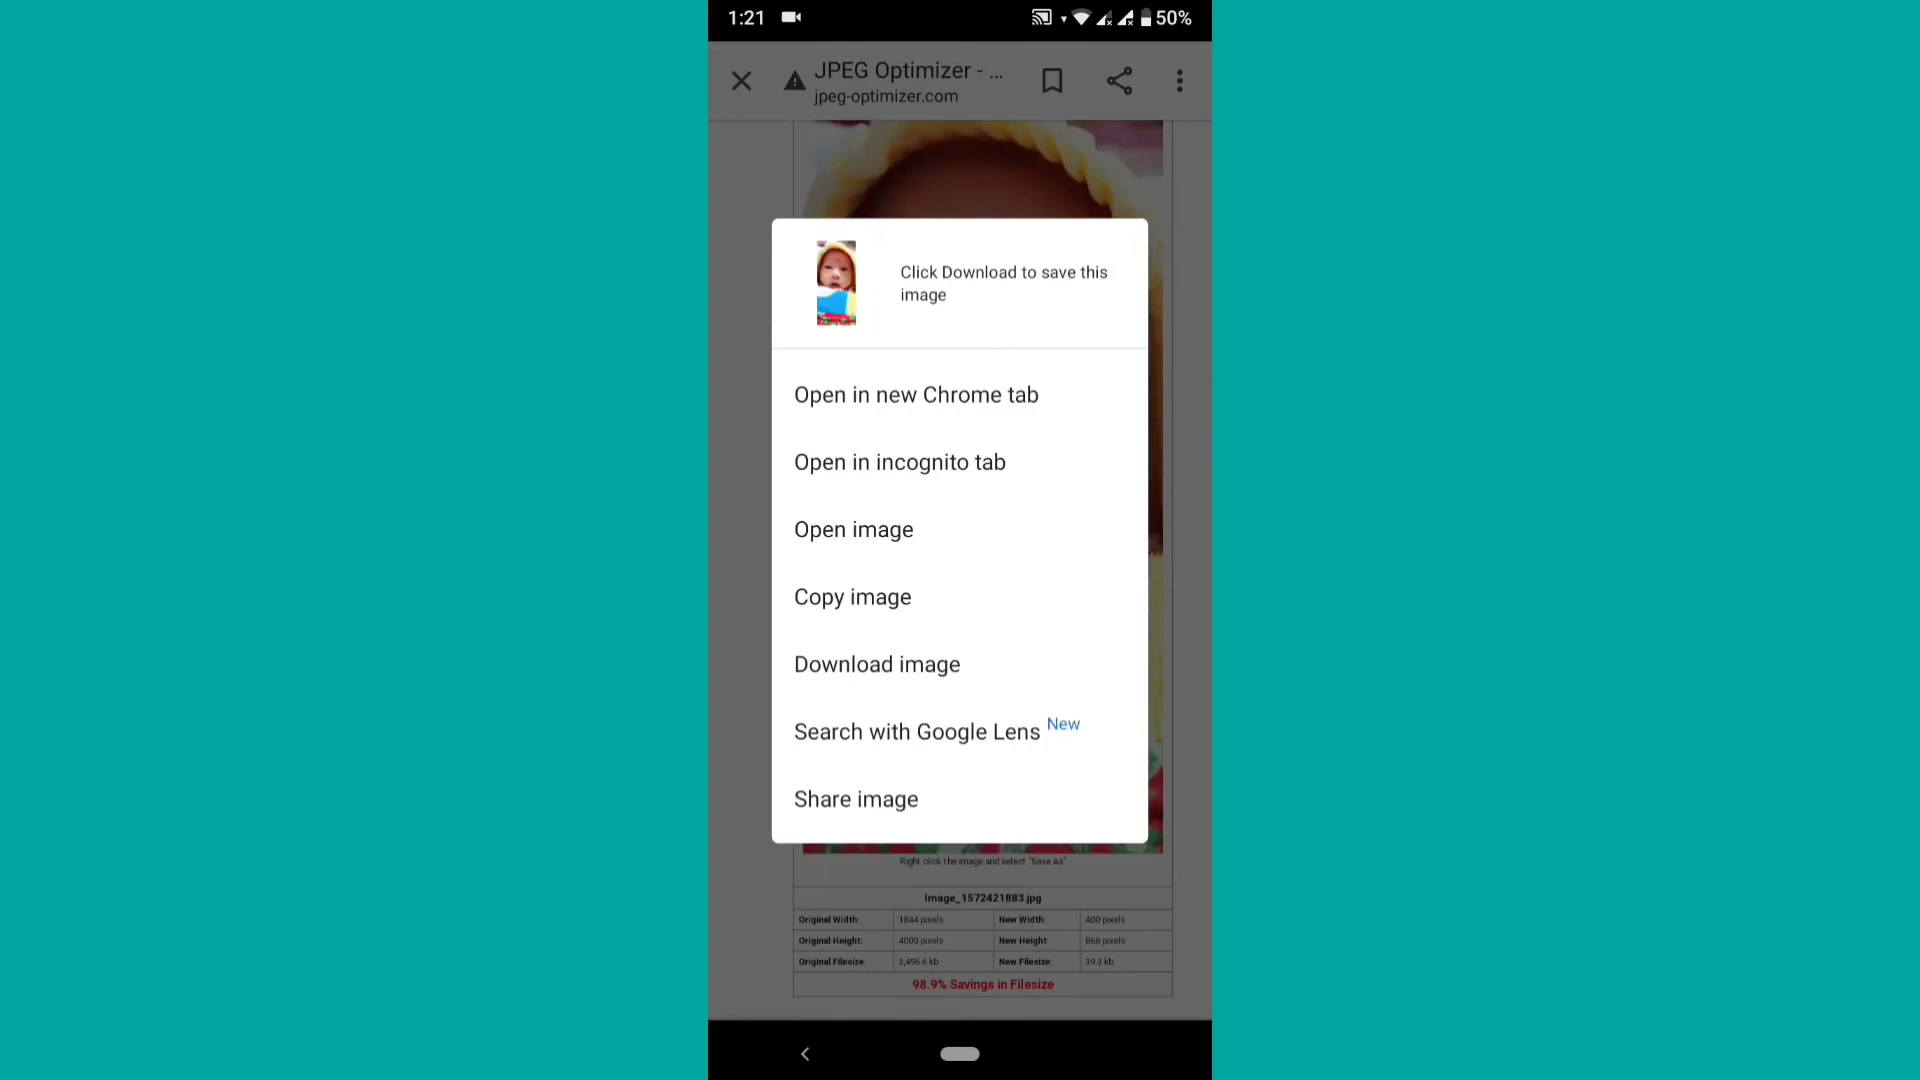 1:21
50%
JPEG Optimizer - ...
jpeg-optimizer.com
Click Download to save this
image
Open in new Chrome tab
Open in incognito tab
Open image
Copy image
Download image
Search with Google Lens New
Share image
Right click the image and select "Save As"
Image_1572421883.jpg
Original Width: 1844 pixels New Width: 400 pixels
Original Height: 4000 pixels New Height: 868 pixels
Original Filesize: 3,496.6 kb New Filesize: 39.3 kb
98.9% Savings in Filesize